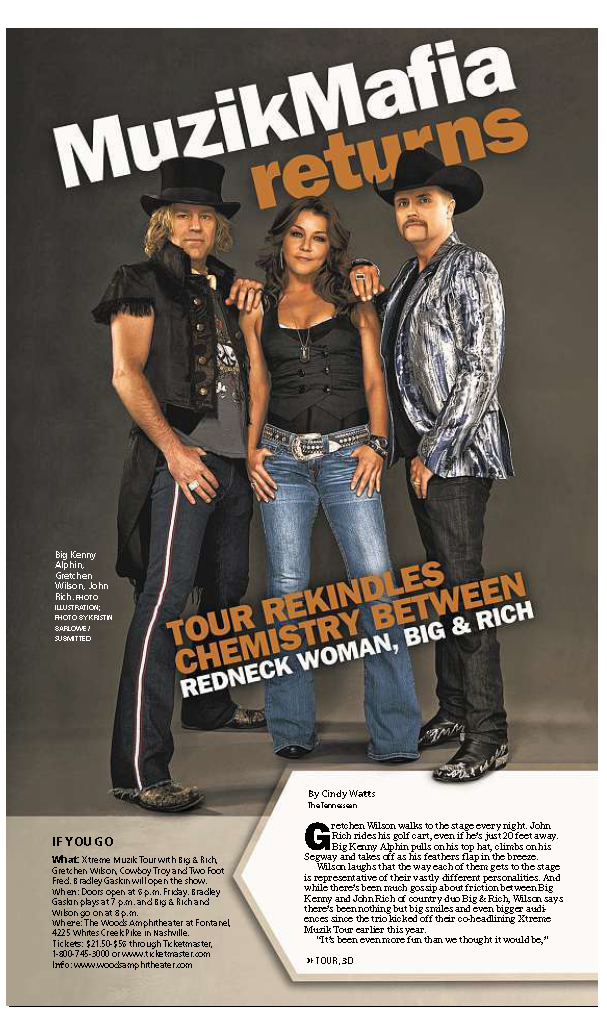 MuzikMafia
returns
Big Kenny
Alphin,
Gretchen
Wilson, John
Rich. PHOTO
ILLUSTRATION;
PHOTO BY KRISTIN
BARLOWE /
SUBMITTED
TOUR REKINDLES
CHEMISTRY BETWEEN
REDNECK WOMAN, BIG & RICH
By Cindy Watts
The Tennessean
Gretchen Wilson walks to the stage every night. John
Rich rides his golf cart, even if he's just 20 feet away.
Big Kenny Alphin pulls on his top hat, climbs on his
Segway and takes off as his feathers flap in the breeze.
Wilson laughs that the way each of them gets to the stage
is representative of their vastly different personalities. And
while there's been much gossip about friction between Big
Kenny and John Rich of country duo Big & Rich, Wilson says
there's been nothing but big smiles and even bigger audi-
ences since the trio kicked off their co-headlining Xtreme
Muzik Tour earlier this year.
"It's been even more fun than we thought it would be,"
» TOUR, 3D
IF YOU GO
What: Xtreme Muzik Tour with Big & Rich,
Gretchen Wilson, Cowboy Troy and Two Foot
Fred. Bradley Gaskin will open the show.
When: Doors open at 6 p.m. Friday. Bradley
Gaskin plays at 7 p.m. and Big & Rich and
Wilson go on at 8 p.m.
Where: The Woods Amphitheater at Fontanel,
4225 Whites Creek Pike in Nashville.
Tickets: $21.50-$56 through Ticketmaster,
1-800-745-3000 or www.ticketmaster.com
Info: www.woodsamphitheater.com